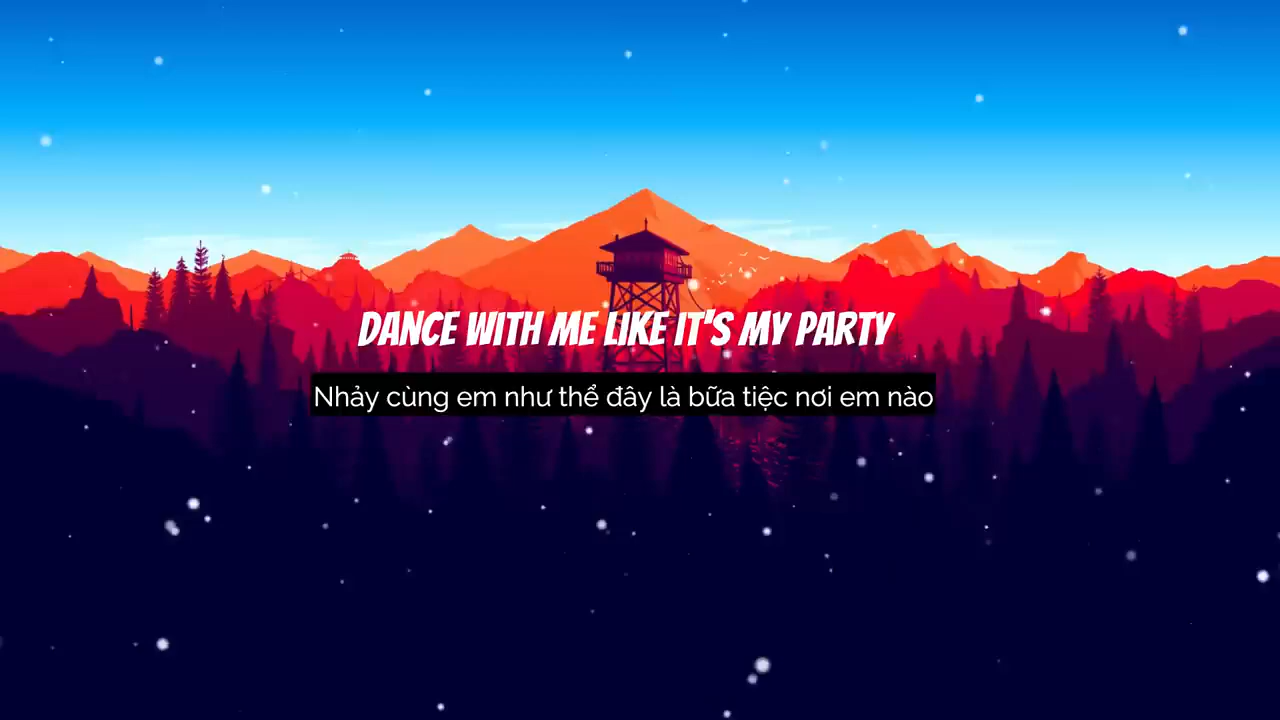 DANCE WITH ME LIKE IT'S MY PARTY
Nhảy cùng em như thể đây là bữa tiệc nơi em nào